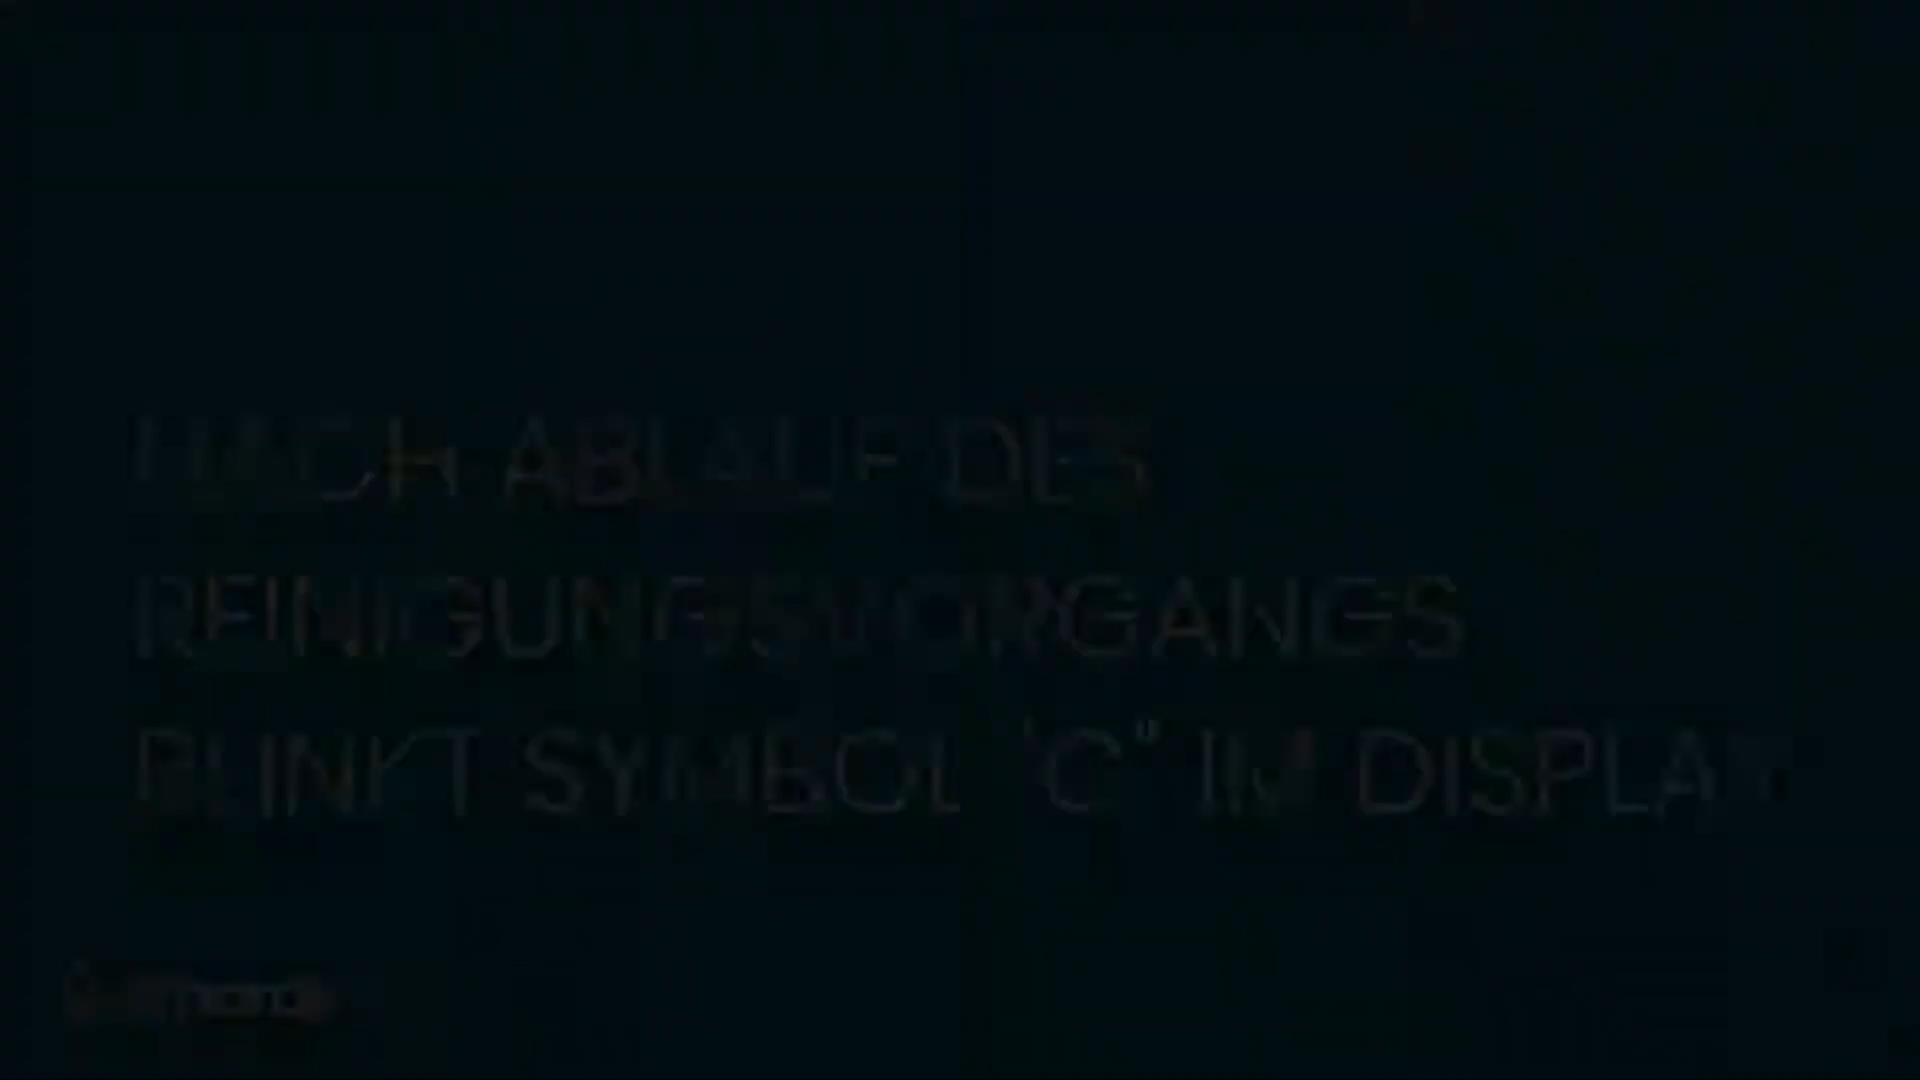 NACH ABLAUF DES
REINIGUNGSVORGANGS
BLINKT SYMBOL "C" IM DISPLAY